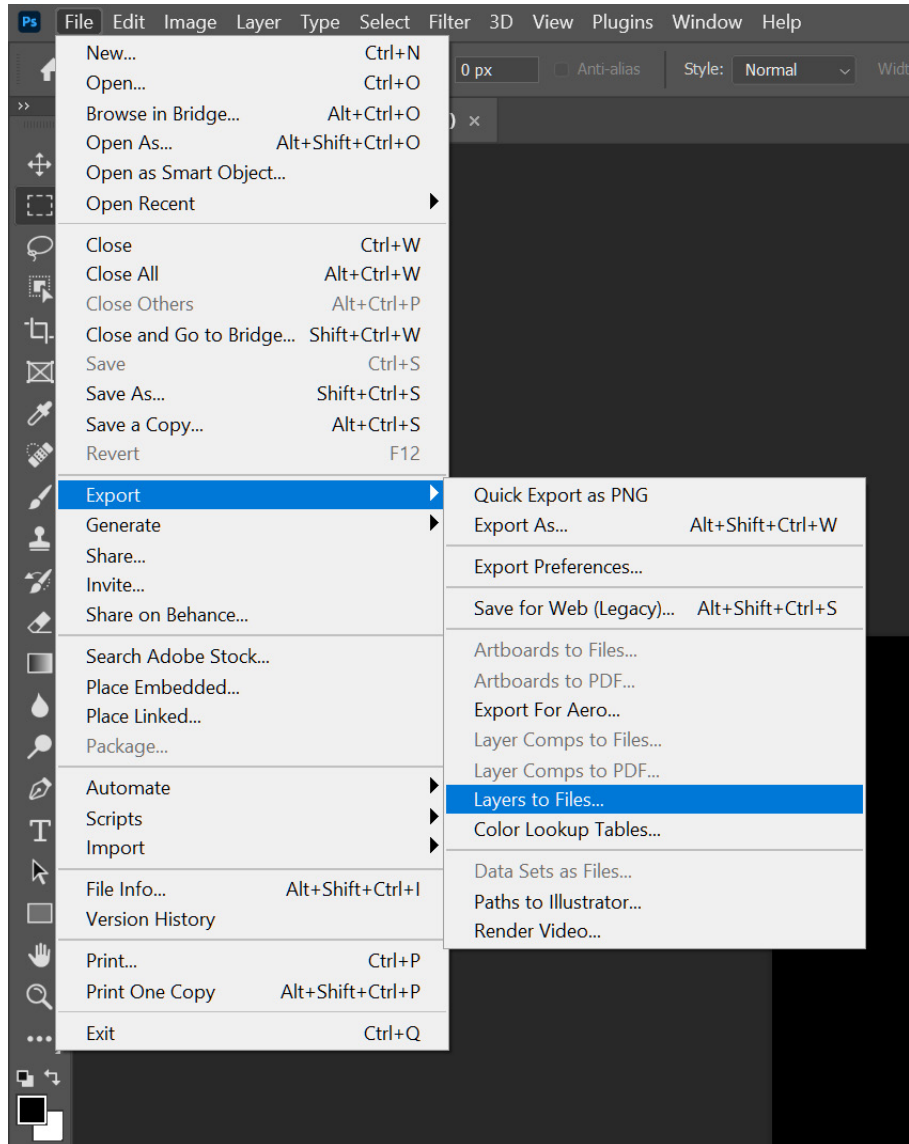 Ps File Edit Image Layer Type Select Filter 3D View Plugins Window Help
0 px Anti-alias Style: Normal
) ×
New... Ctrl+N
Open... Ctrl+O
Browse in Bridge... Alt+Ctrl+O
Open As... Alt+Shift+Ctrl+O
Open as Smart Object...
Open Recent
Close Ctrl+W
Close All Alt+Ctrl+W
Close Others Alt+Ctrl+P
Close and Go to Bridge... Shift+Ctrl+W
Save Ctrl+S
Save As... Shift+Ctrl+S
Save a Copy... Alt+Ctrl+S
Revert F12
Export
Generate
Share...
Invite...
Share on Behance...
Search Adobe Stock...
Place Embedded...
Place Linked...
Package...
Automate
Scripts
Import
File Info... Alt+Shift+Ctrl+I
Version History
Print... Ctrl+P
Print One Copy Alt+Shift+Ctrl+P
Exit Ctrl+Q
Quick Export as PNG
Export As... Alt+Shift+Ctrl+W
Export Preferences...
Save for Web (Legacy)... Alt+Shift+Ctrl+S
Artboards to Files...
Artboards to PDF...
Export For Aero...
Layer Comps to Files...
Layer Comps to PDF...
Layers to Files...
Color Lookup Tables...
Data Sets as Files...
Paths to Illustrator...
Render Video...